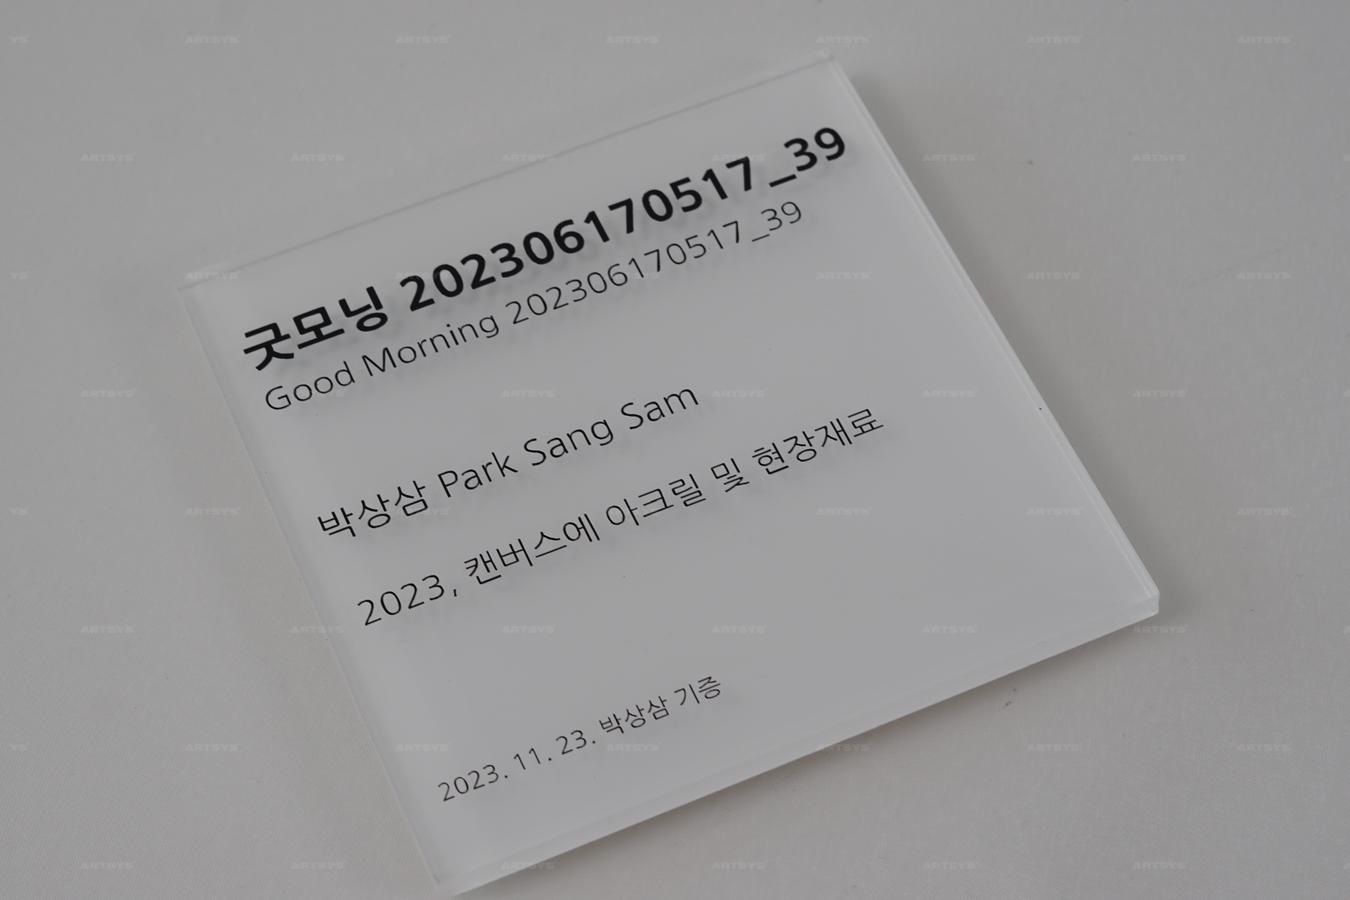 굿모닝 202306170517_39
Good Morning 202306170517_39
박상삼 Park Sang Sam
2023, 캔버스에 아크릴 및 현장재료
2023. 11. 23. 박상삼 기증
ARTSYS